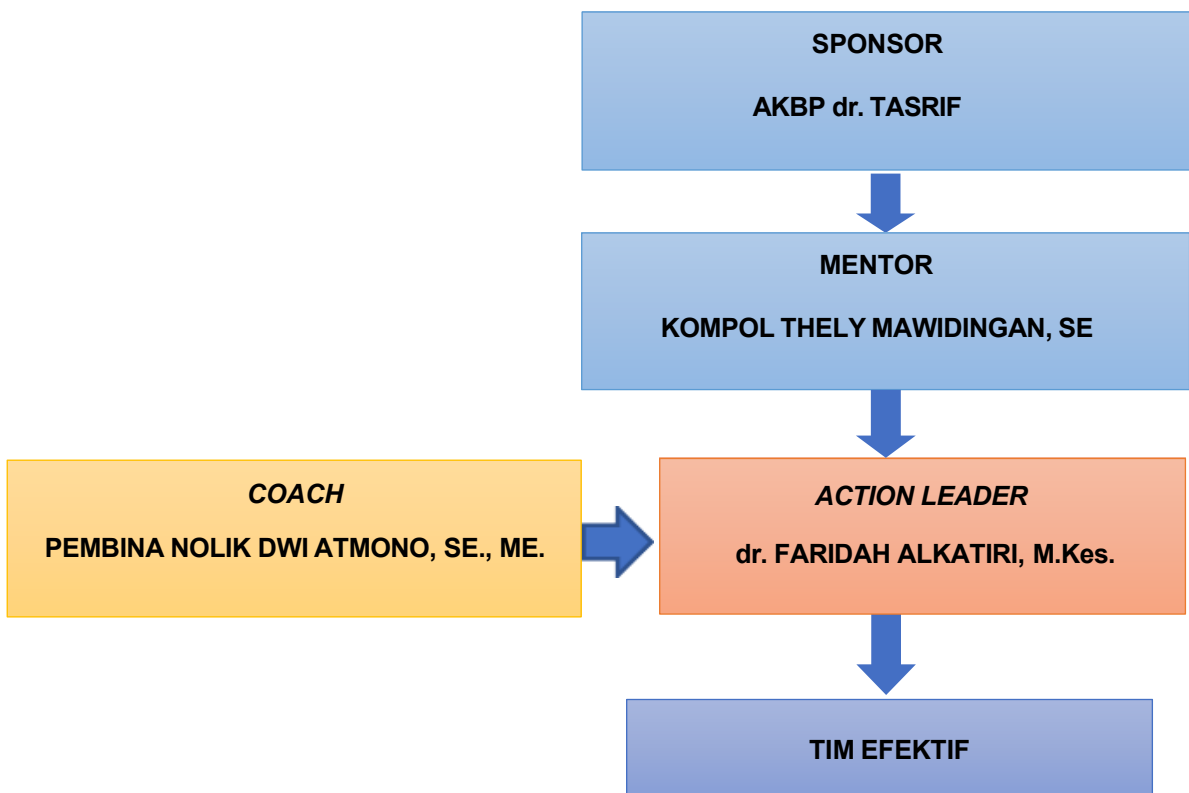 SPONSOR
AKBP dr. TASRIF
MENTOR
KOMPOL THELY MAWIDINGAN, SE
COACH
PEMBINA NOLIK DWI ATMONO, SE., ME.
ACTION LEADER
dr. FARIDAH ALKATIRI, M.Kes.
TIM EFEKTIF